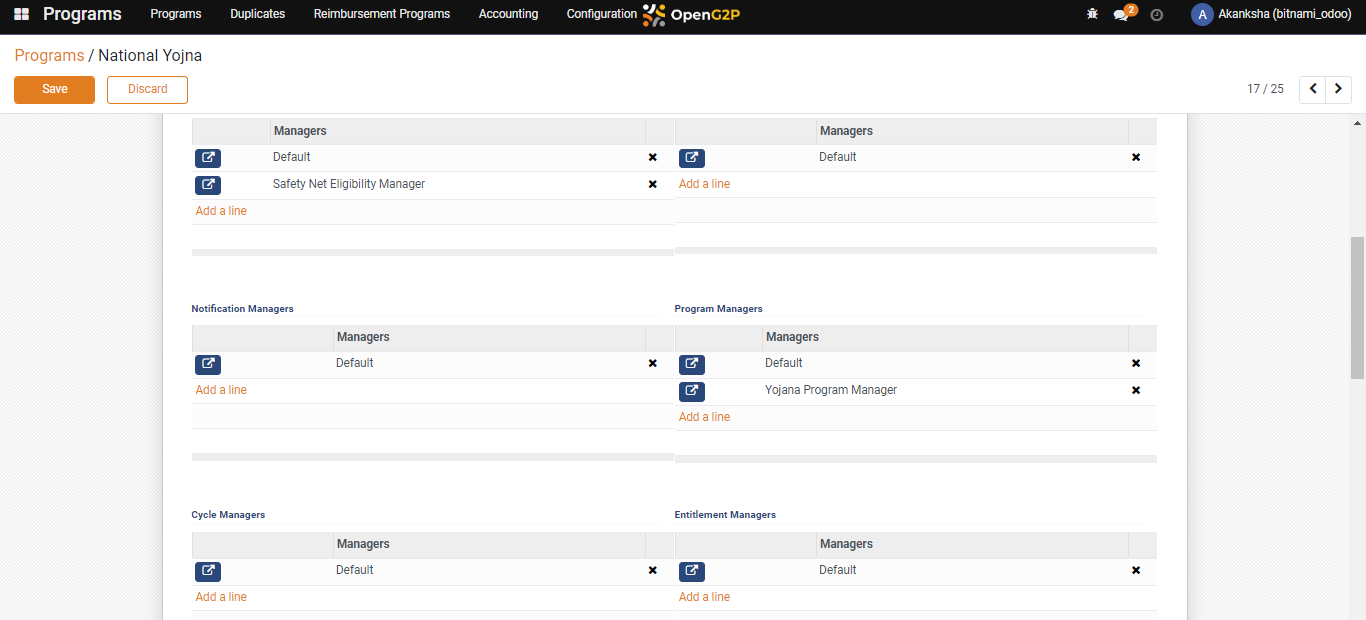 Programs Programs Duplicates Reimbursement Programs Accounting Configuration OpenG2P 2 A Akanksha (bitnami_odoo)
Programs / National Yojna
Save Discard 17 / 25
Managers Managers
Default Default
Safety Net Eligibility Manager Add a line
Add a line
Notification Managers Program Managers
Managers Managers
Default Default
Add a line Yojana Program Manager
Add a line
Cycle Managers Entitlement Managers
Managers Managers
Default Default
Add a line Add a line